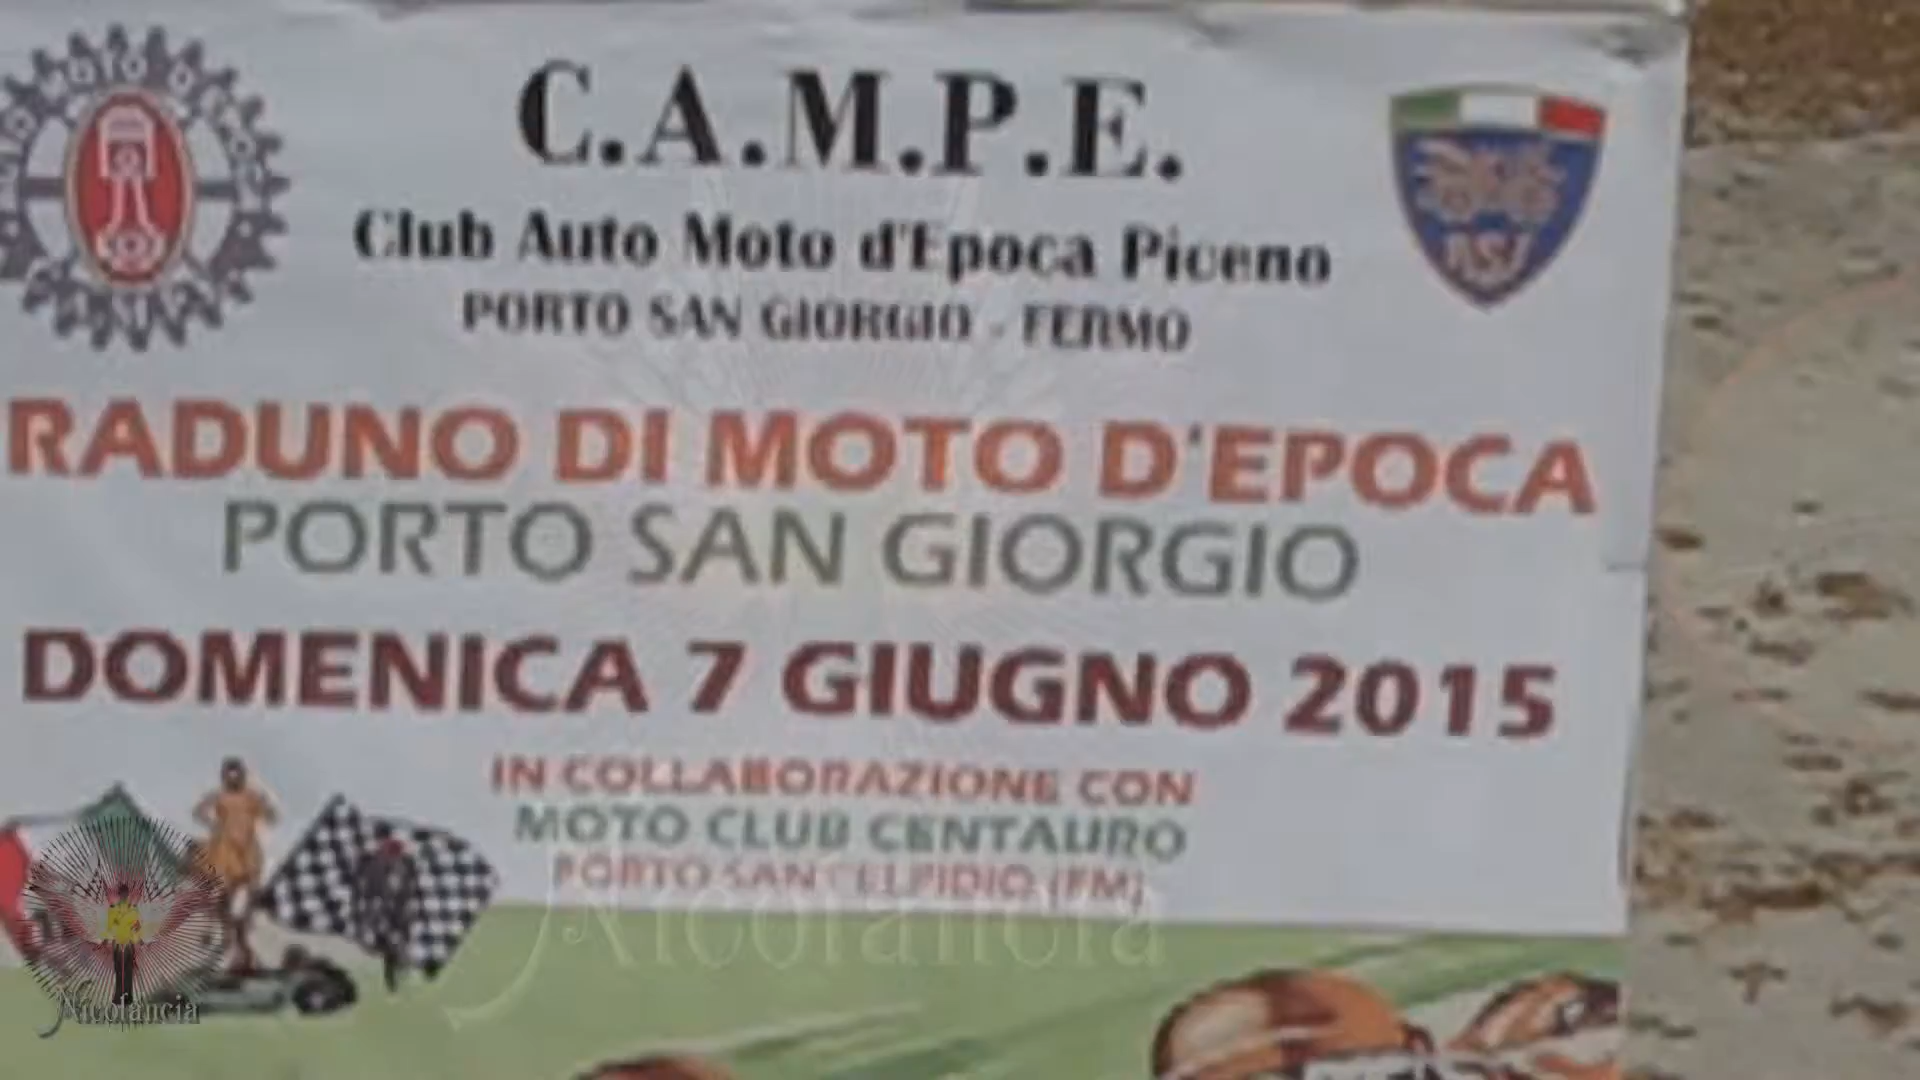 C.A.M.P.E.
Club Auto Moto d'Epoca Piceno
PORTO SAN GIORGIO - FERMO
RADUNO DI MOTO D'EPOCA
PORTO SAN GIORGIO
DOMENICA 7 GIUGNO 2015
IN COLLABORAZIONE CON
MOTO CLUB CENTAURO
PORTO SANT'ELPIDIO (FM)
Nicolancia
Nicolancia